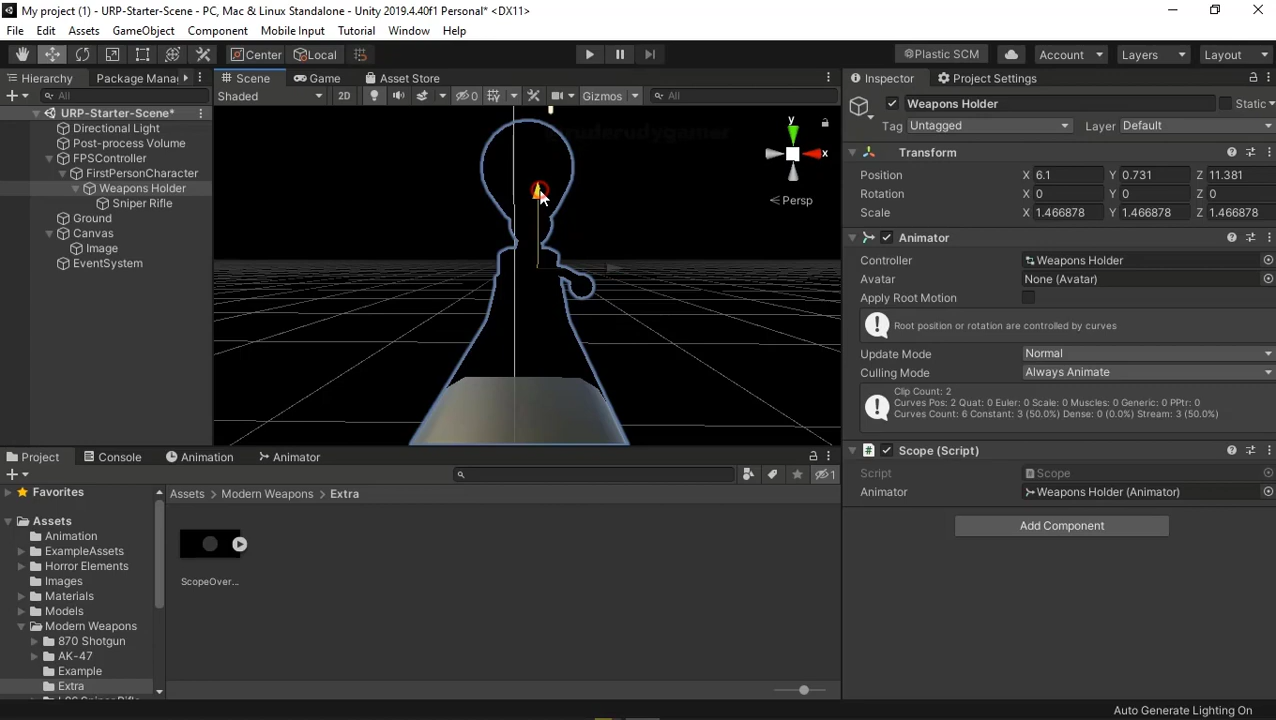 My project (1) - URP-Starter-Scene - PC, Mac & Linux Standalone - Unity 2019.4.40f1 Personal* <DX11>
File Edit Assets GameObject Component Mobile Input Tutorial Window Help
Center Local Plastic SCM Account Layers Layout
Hierarchy Package Mana Scene Game Asset Store Inspector Project Settings
All Shaded 2D 0 Gizmos All Weapons Holder Static
Tag Untagged Layer Default
URP-Starter-Scene*
Directional Light
Post-process Volume
FPSController
FirstPersonCharacter
Weapons Holder
Sniper Rifle
Ground
Canvas
Image
EventSystem
ruderudygamer
y
x
Persp
Transform
Position X 6.1 Y 0.731 Z 11.381
Rotation X 0 Y 0 Z 0
Scale X 1.466878 Y 1.466878 Z 1.466878
Animator
Controller Weapons Holder
Avatar None (Avatar)
Apply Root Motion
Root position or rotation are controlled by curves
Update Mode Normal
Culling Mode Always Animate
Clip Count: 2
Curves Pos: 2 Quat: 0 Euler: 0 Scale: 0 Muscles: 0 Generic: 0 PPtr: 0
Curves Count: 6 Constant: 3 (50.0%) Dense: 0 (0.0%) Stream: 3 (50.0%)
Scope (Script)
Script Scope
Animator Weapons Holder (Animator)
Add Component
Project Console Animation Animator
1
Favorites
Assets
Animation
ExampleAssets
Horror Elements
Images
Materials
Models
Modern Weapons
870 Shotgun
AK-47
Example
Extra
Assets > Modern Weapons > Extra
ScopeOver...
Auto Generate Lighting On